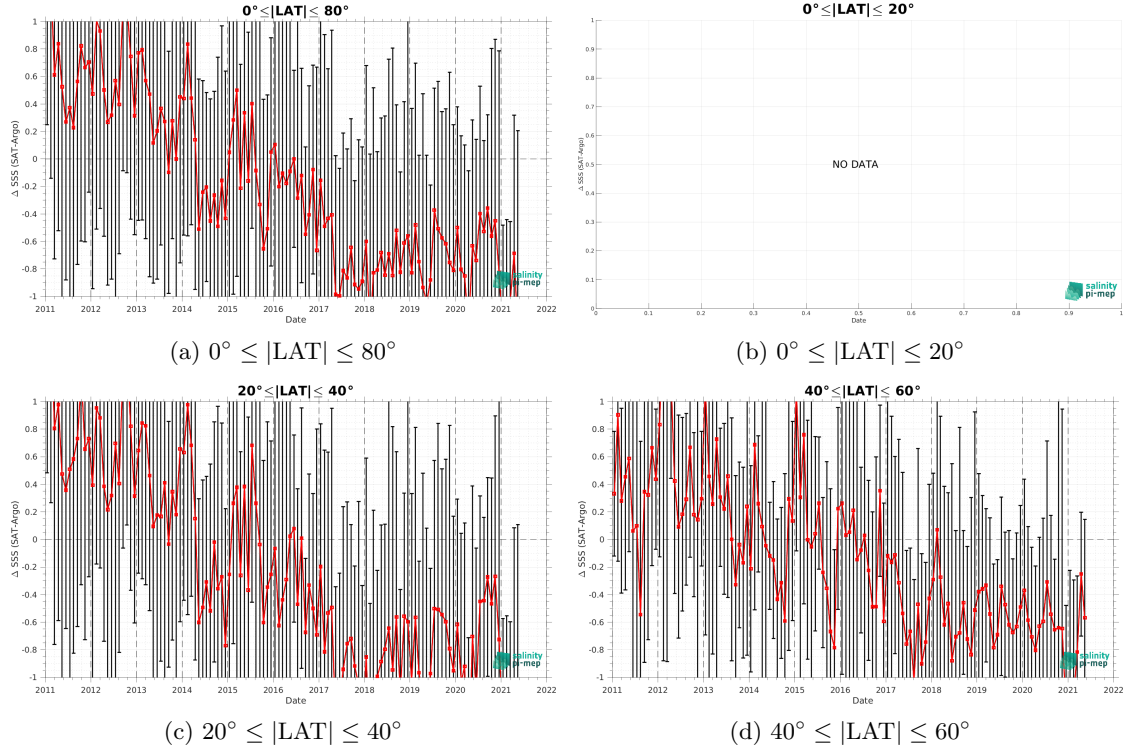 0°≤|LAT|≤ 80°
Δ SSS (SAT-Argo)
1
0.8
0.6
0.4
0.2
0
-0.2
-0.4
-0.6
-0.8
-1
2011 2012 2013 2014 2015 2016 2017 2018 2019 2020 2021 2022
Date
salinity
pi-mep
(a) 0° ≤ |LAT| ≤ 80°
0°≤|LAT|≤ 20°
Δ SSS (SAT-Argo)
1
0.9
0.8
0.7
0.6
0.5
0.4
0.3
0.2
0.1
0
NO DATA
0 0.1 0.2 0.3 0.4 0.5 0.6 0.7 0.8 0.9 1
Date
salinity
pi-mep
(b) 0° ≤ |LAT| ≤ 20°
20°≤|LAT|≤ 40°
Δ SSS (SAT-Argo)
1
0.8
0.6
0.4
0.2
0
-0.2
-0.4
-0.6
-0.8
-1
2011 2012 2013 2014 2015 2016 2017 2018 2019 2020 2021 2022
Date
salinity
pi-mep
(c) 20° ≤ |LAT| ≤ 40°
40°≤|LAT|≤ 60°
Δ SSS (SAT-Argo)
1
0.8
0.6
0.4
0.2
0
-0.2
-0.4
-0.6
-0.8
-1
2011 2012 2013 2014 2015 2016 2017 2018 2019 2020 2021 2022
Date
salinity
pi-mep
(d) 40° ≤ |LAT| ≤ 60°